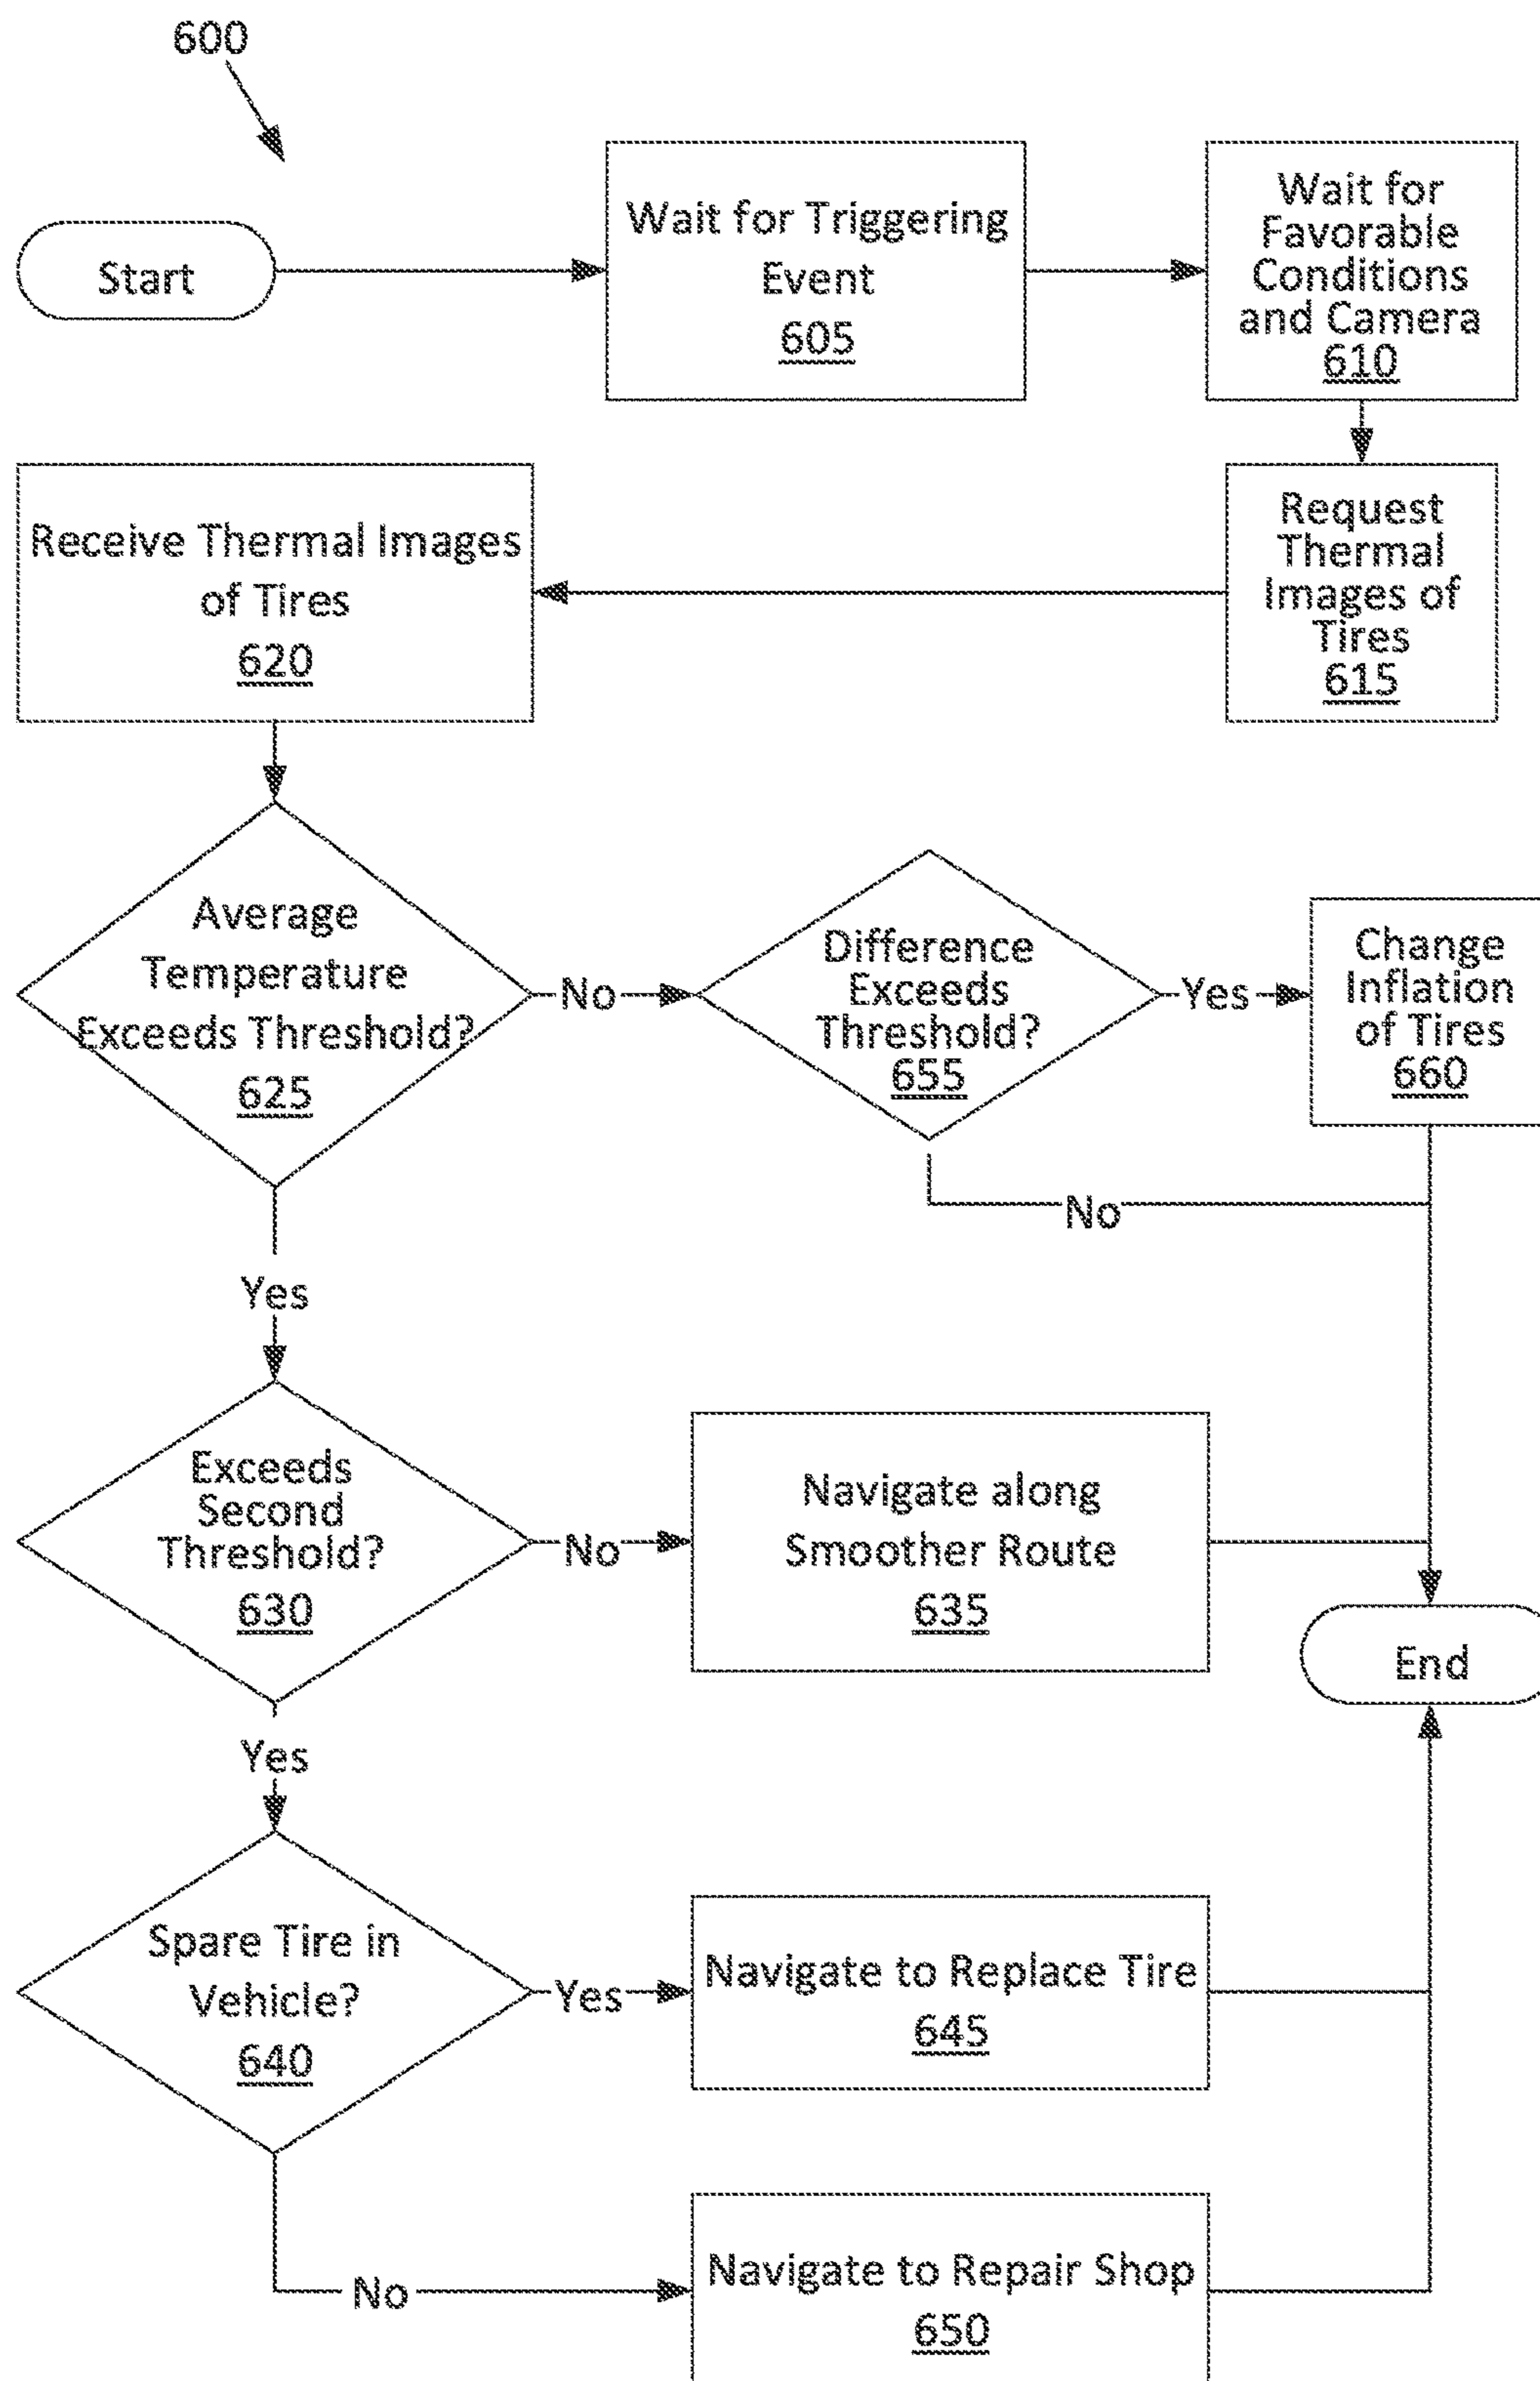 600
Start
Wait for Triggering
Event
605
Wait for
Favorable
Conditions
and Camera
610
Receive Thermal Images
of Tires
620
Request
Thermal
Images of
Tires
615
Average
Temperature
Exceeds Threshold?
625
No
Difference
Exceeds
Threshold?
655
Yes
Change
Inflation
of Tires
660
No
Yes
Exceeds
Second
Threshold?
630
No
Navigate along
Smoother Route
635
End
Yes
Spare Tire in
Vehicle?
640
Yes
Navigate to Replace Tire
645
No
Navigate to Repair Shop
650